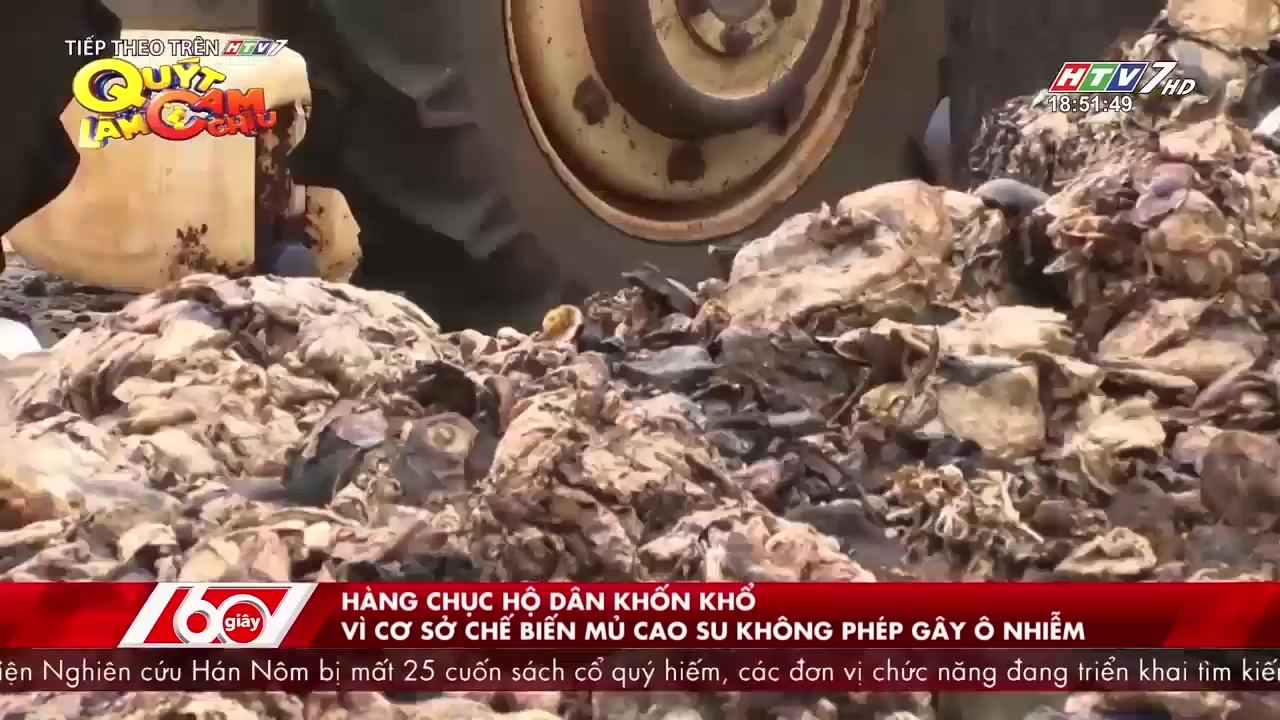 TIẾP THEO TRÊN HTV7
QUÝT LÀM CAM CHỊU
HTV7 HD
18:51:49
60 giây
HÀNG CHỤC HỘ DÂN KHỐN KHỔ
VÌ CƠ SỞ CHẾ BIẾN MỦ CAO SU KHÔNG PHÉP GÂY Ô NHIỄM
iện Nghiên cứu Hán Nôm bị mất 25 cuốn sách cổ quý hiếm, các đơn vị chức năng đang triển khai tìm kiế